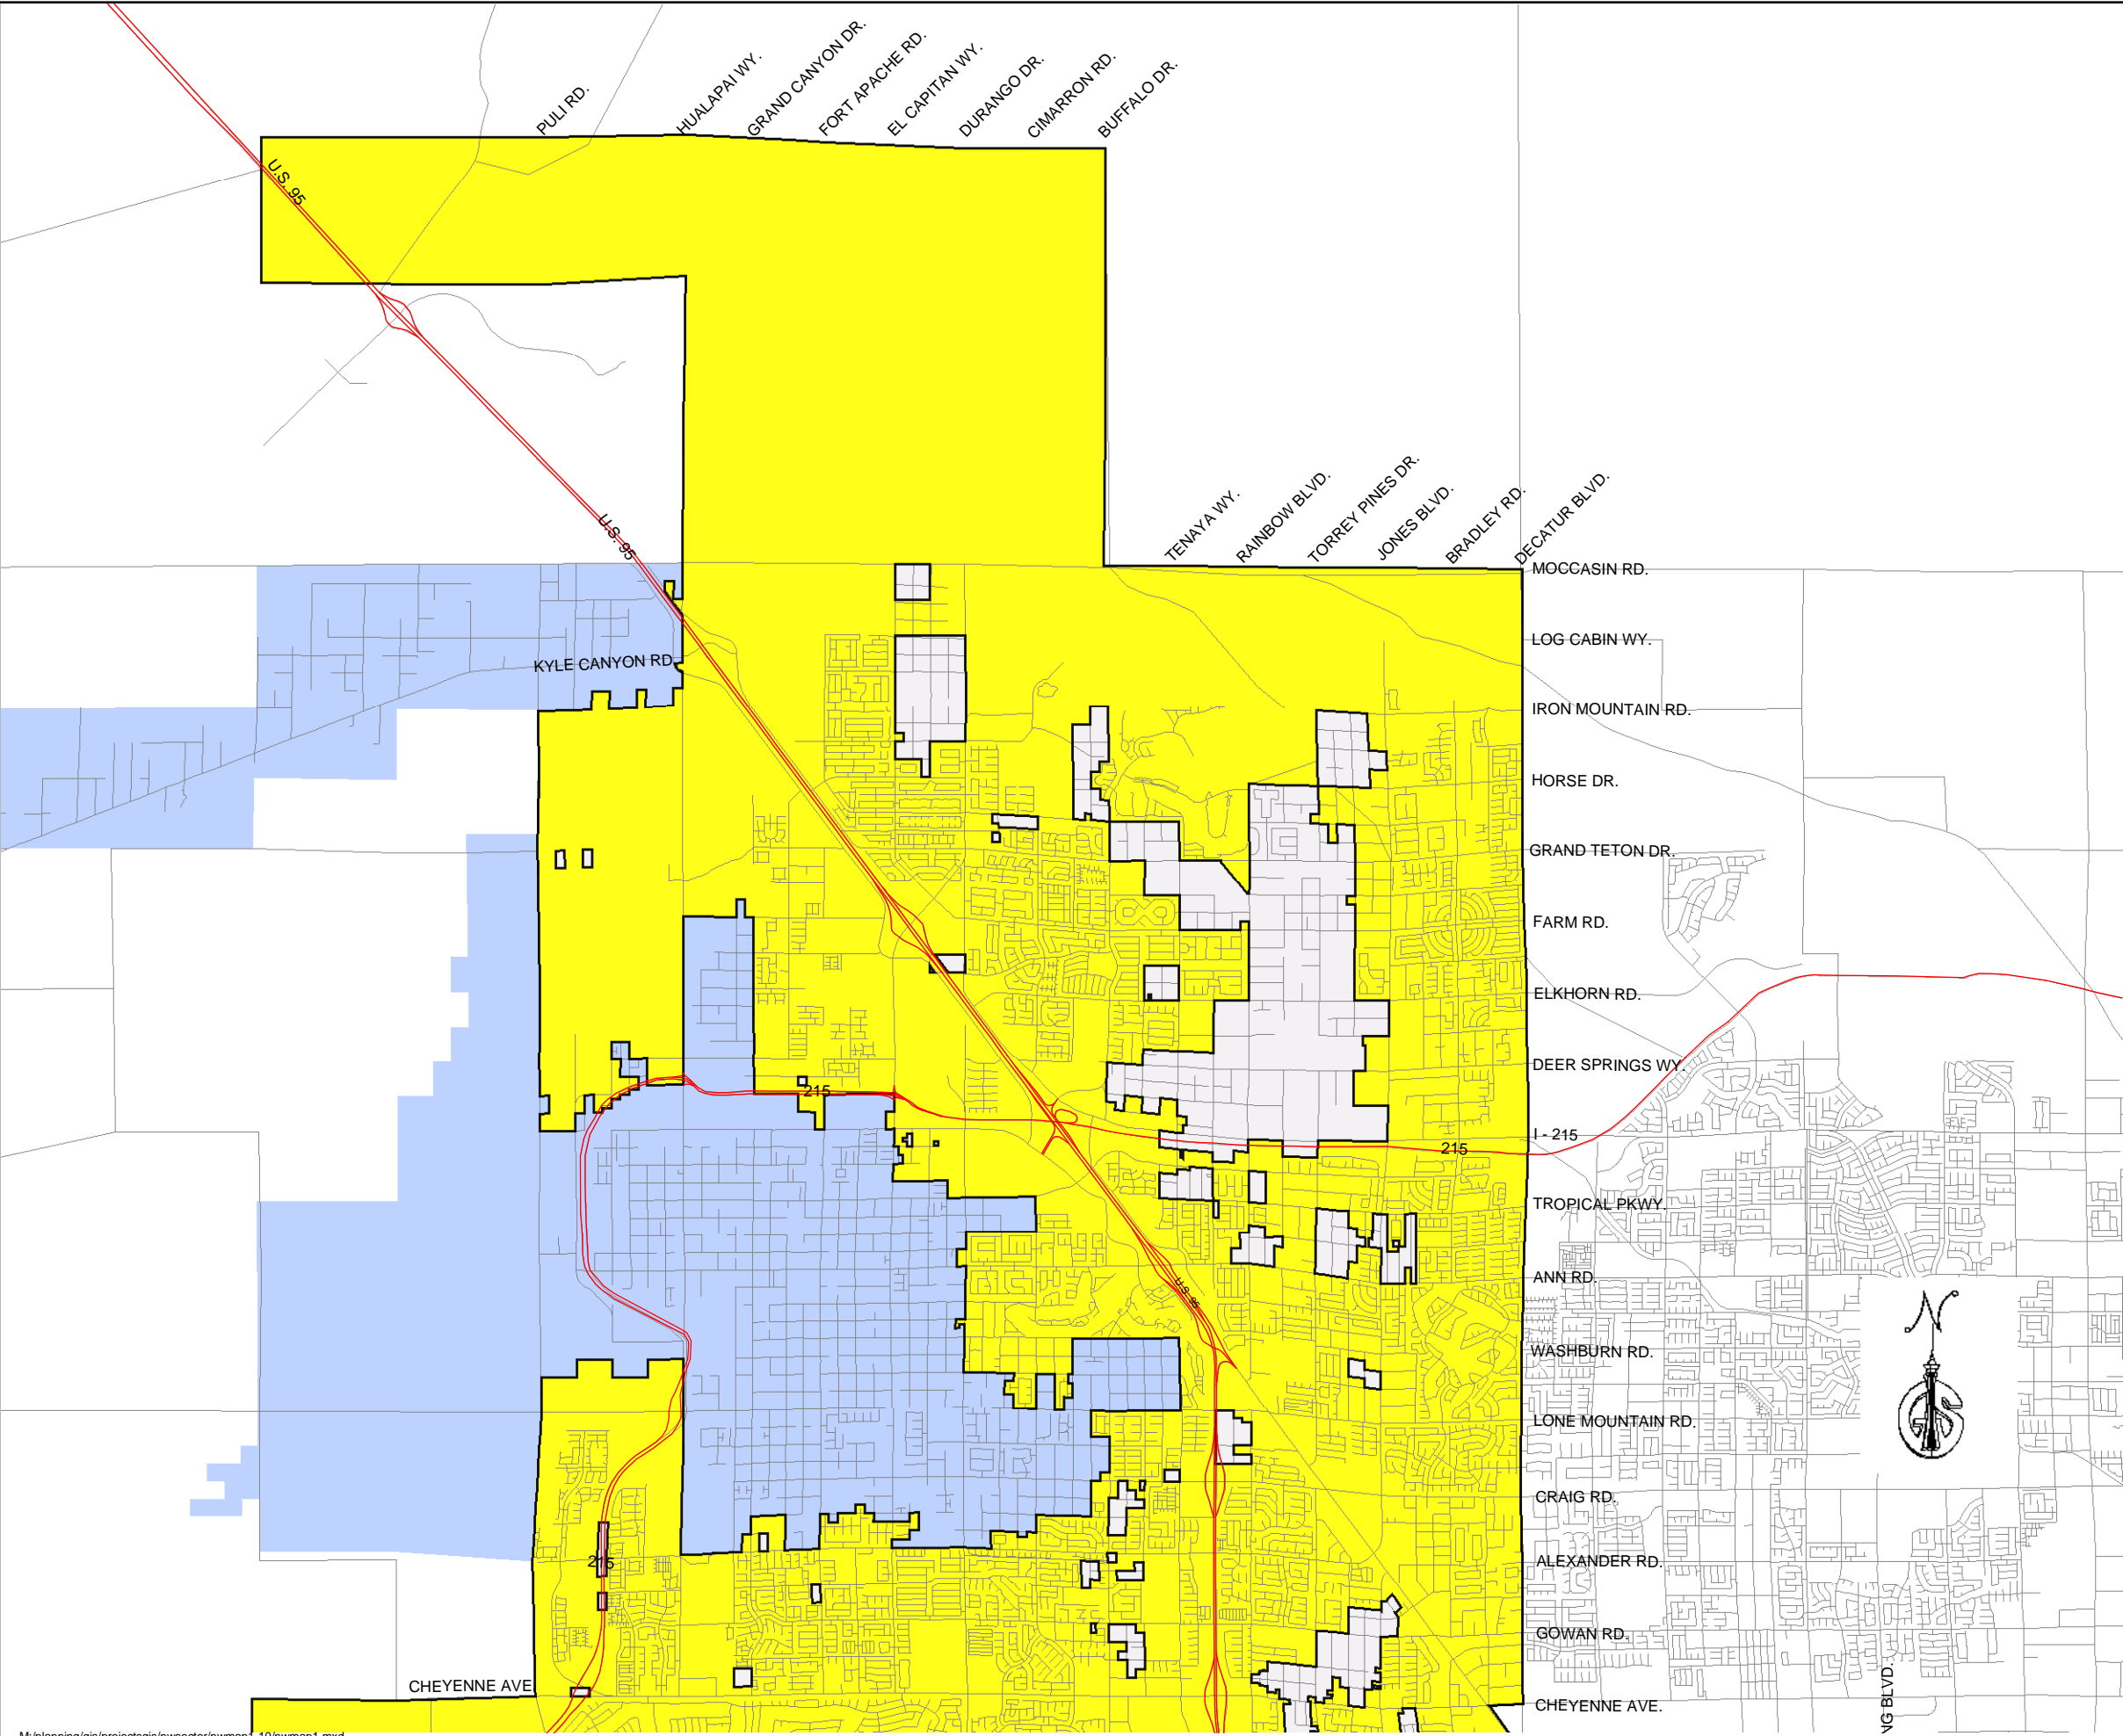 PULI RD.
HUALAPAI WY.
GRAND CANYON DR.
FORT APACHE RD.
EL CAPITAN WY.
DURANGO DR.
CIMARRON RD.
BUFFALO DR.
U.S. 95
U.S. 95
TENAYA WY.
RAINBOW BLVD.
TORREY PINES DR.
JONES BLVD.
BRADLEY RD.
DECATUR BLVD.
MOCCASIN RD.
LOG CABIN WY.
KYLE CANYON RD.
IRON MOUNTAIN RD.
HORSE DR.
GRAND TETON DR.
FARM RD.
ELKHORN RD.
DEER SPRINGS WY.
215
I - 215
215
TROPICAL PKWY.
ANN RD.
U.S. 95
N
WASHBURN RD.
LONE MOUNTAIN RD.
CRAIG RD.
215
ALEXANDER RD.
GOWAN RD.
CHEYENNE AVE.
CHEYENNE AVE.
NG BLVD.